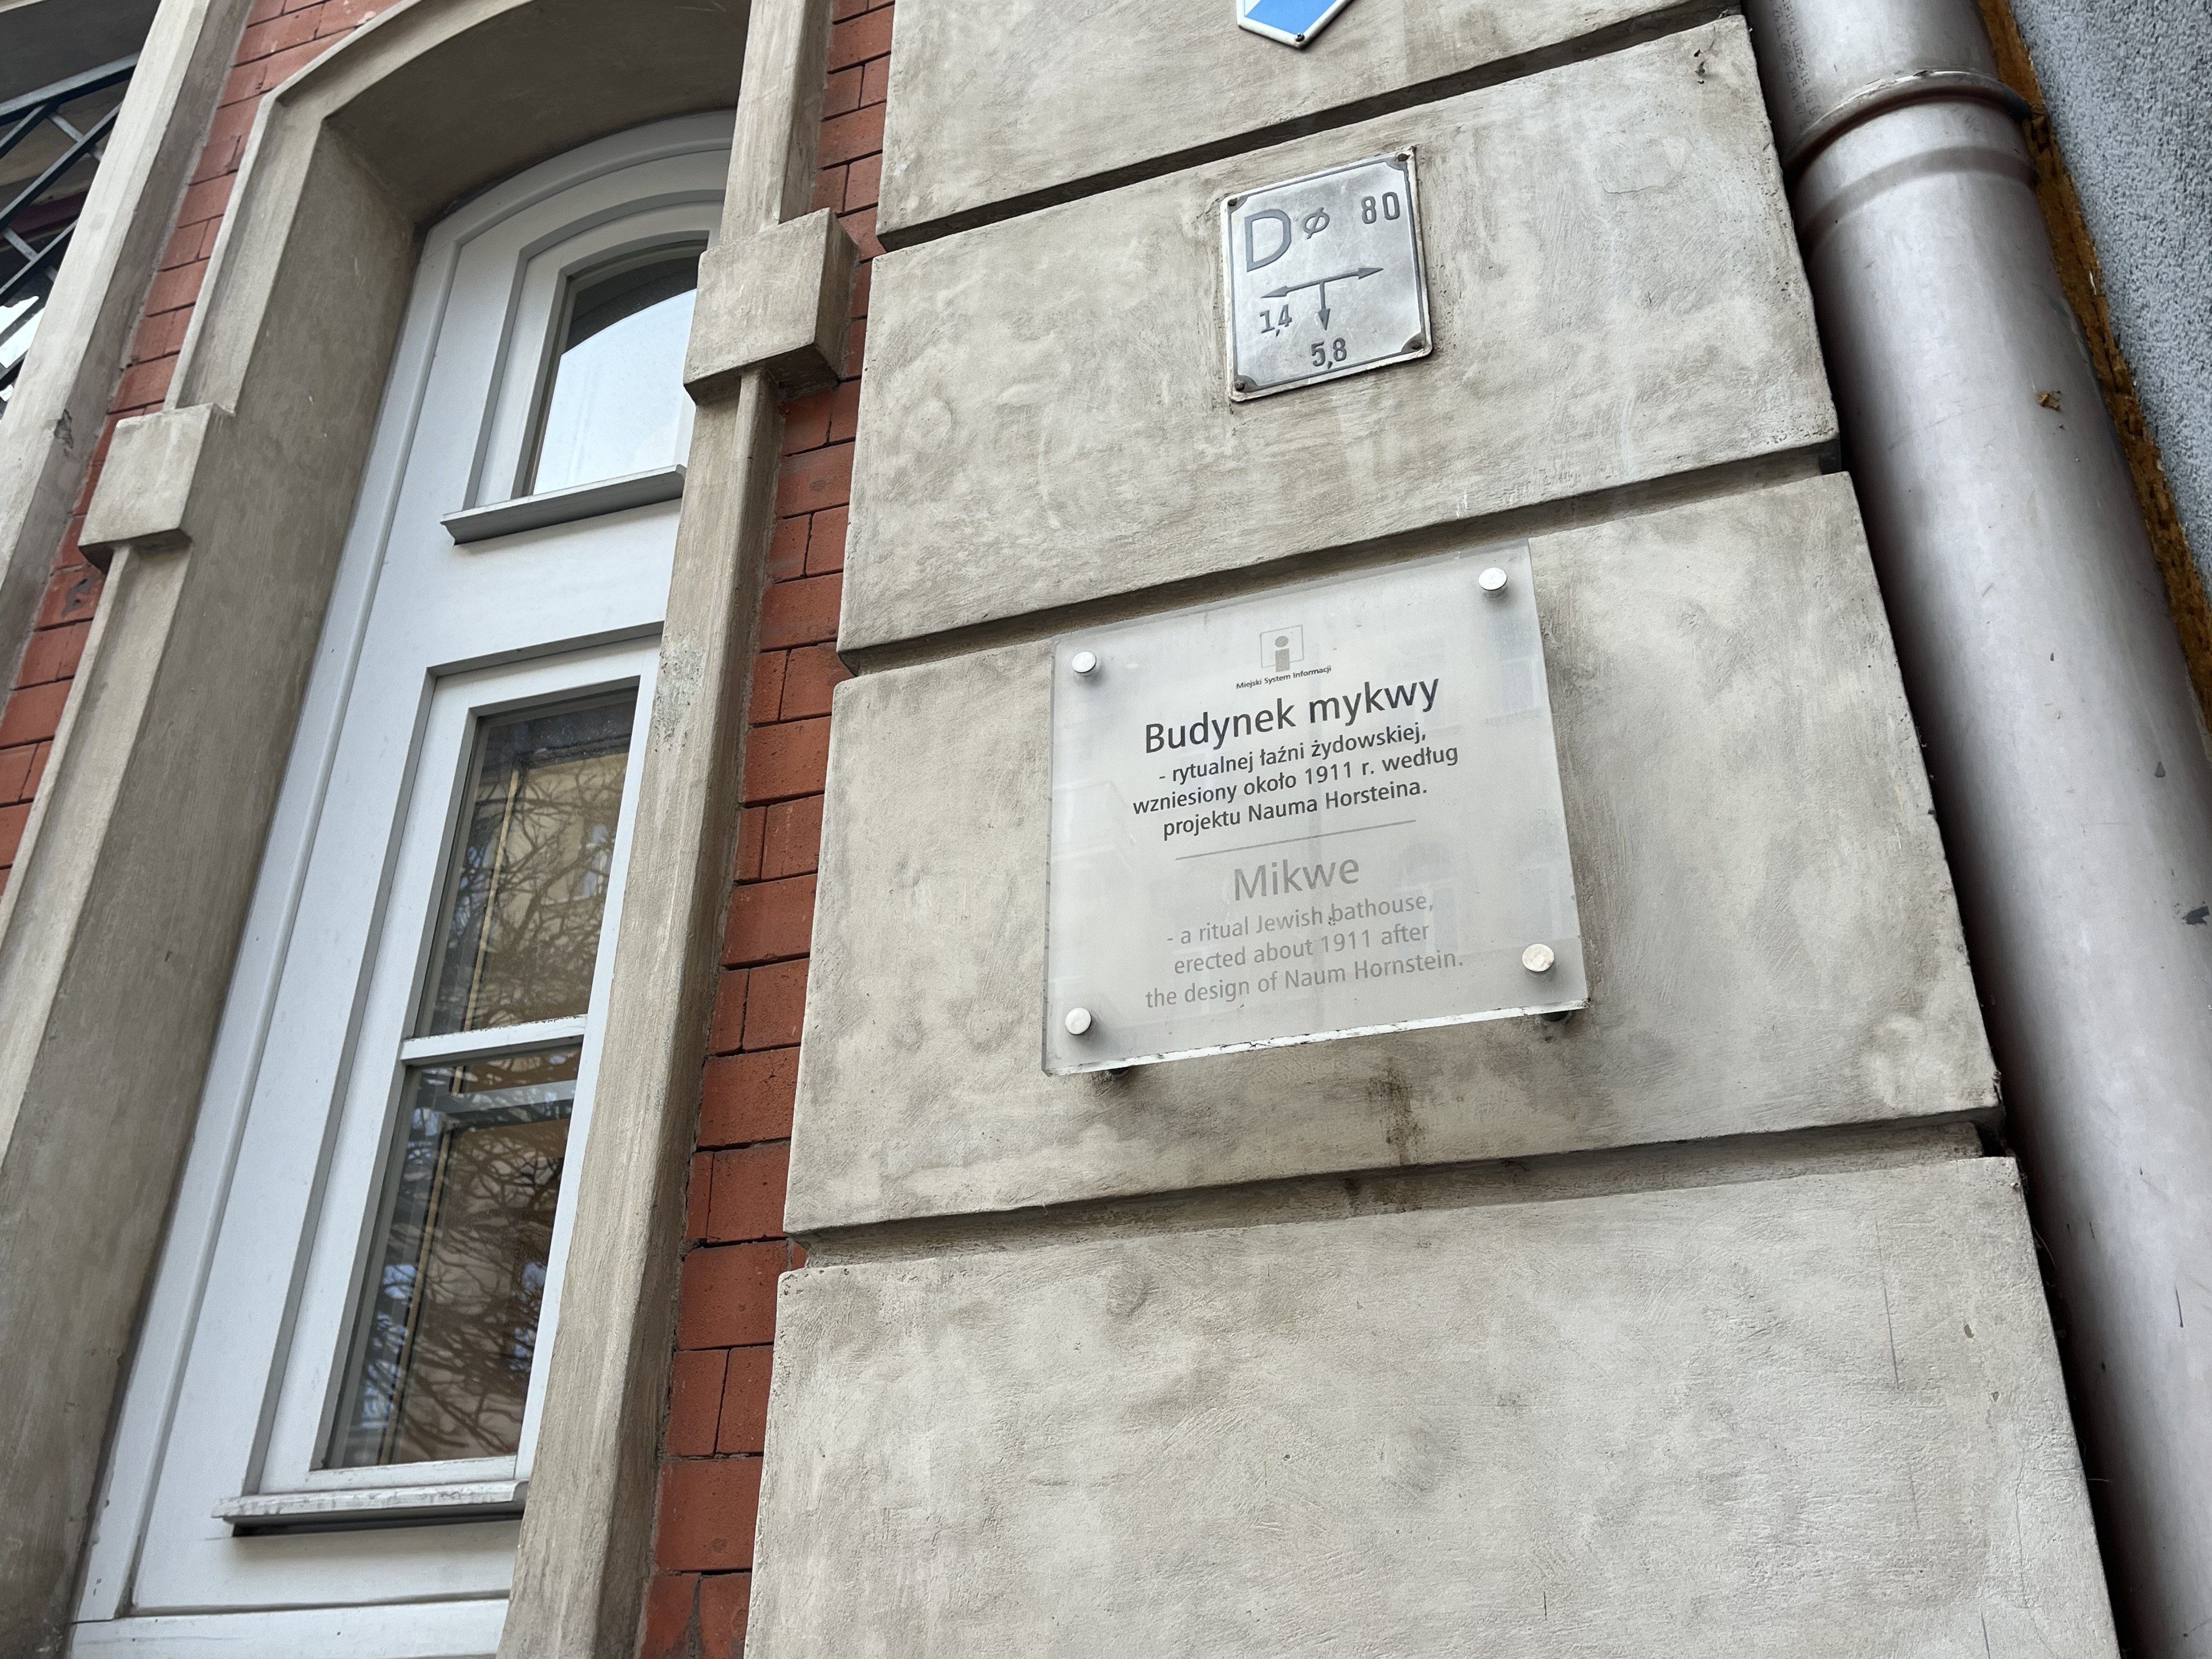 D ⌀ 80
1,4
5,8
Miejski System Informacji
Budynek mykwy
- rytualnej łaźni żydowskiej,
wzniesiony około 1911 r. według
projektu Nauma Horsteina.
Mikwe
- a ritual Jewish bathouse,
erected about 1911 after
the design of Naum Hornstein.